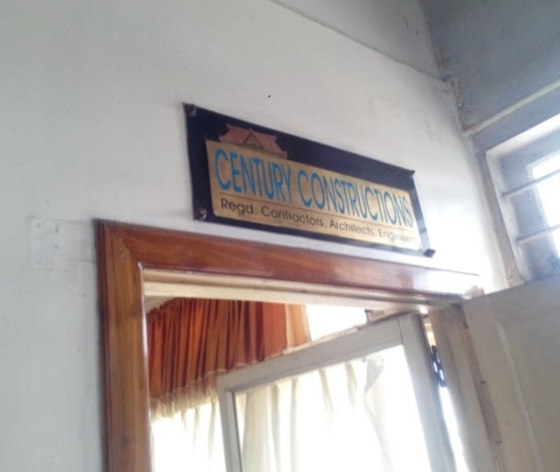 CENTURY CONSTRUCTIONS
Regd. Contractors, Architects, Engineers